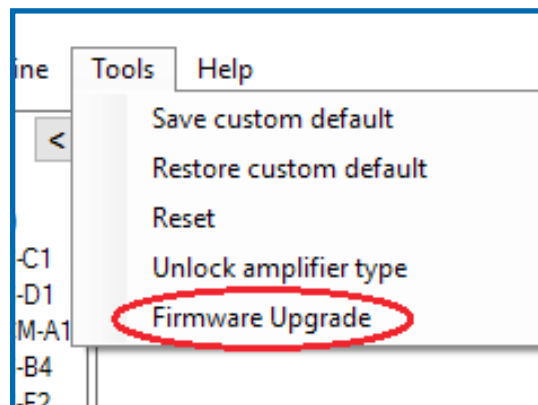 ine Tools Help
<
Save custom default
Restore custom default
Reset
-C1
Unlock amplifier type
-D1
Firmware Upgrade
M-A1
-B4
-F2